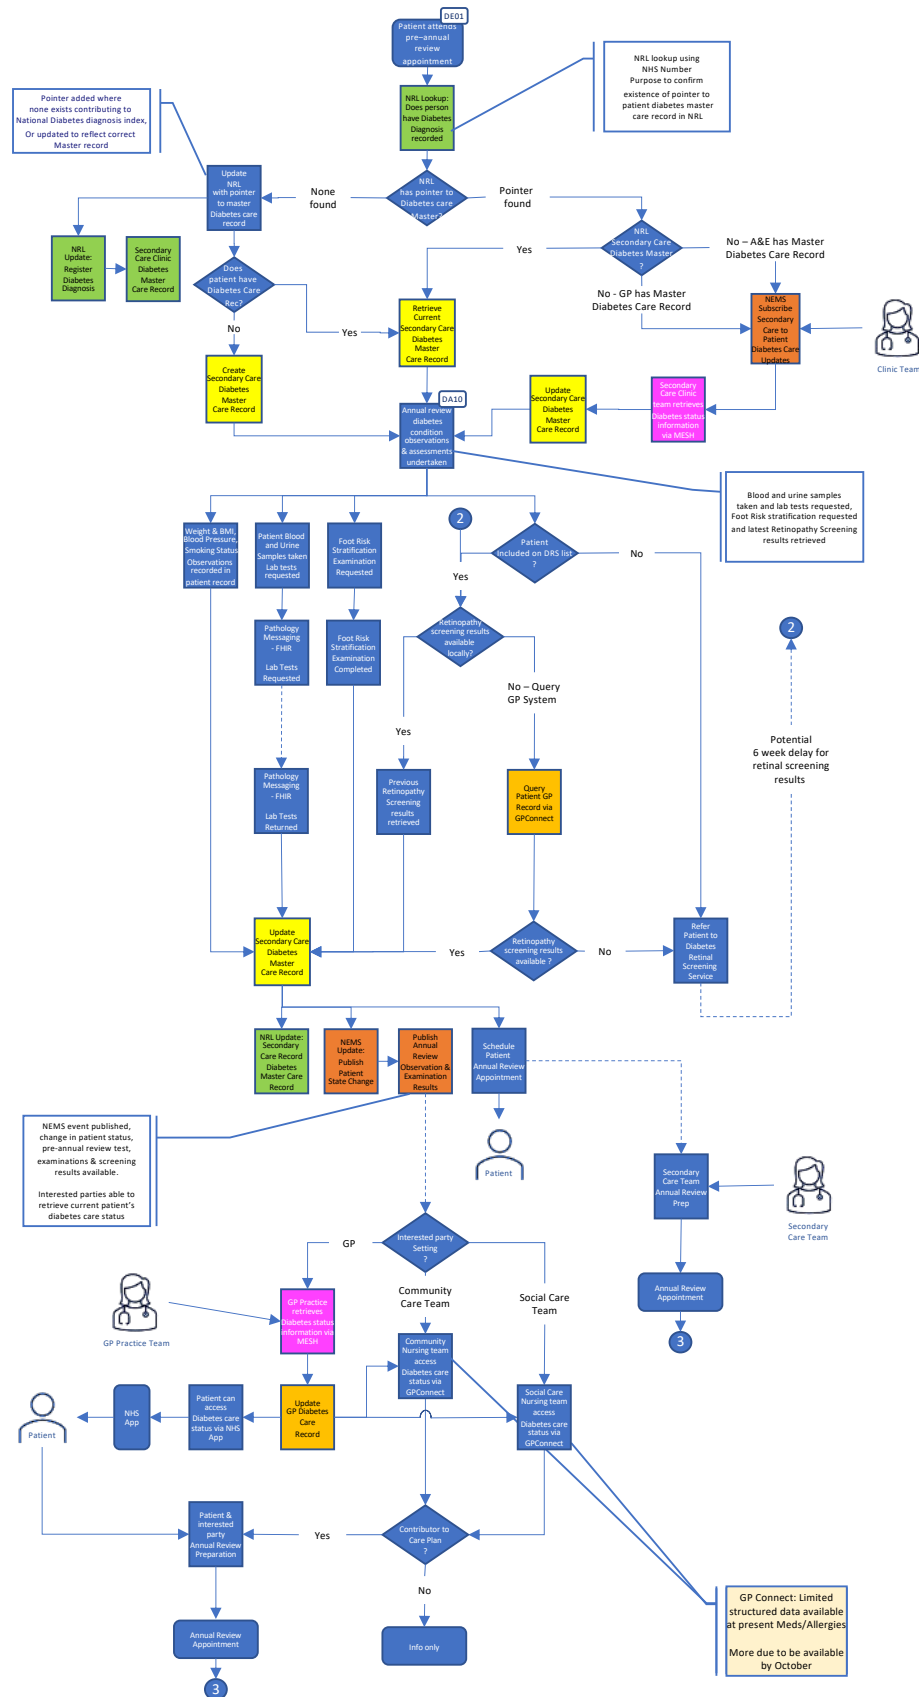 DE01
Patient attends
pre–annual
review
appointment
NRL lookup using
NHS Number
Purpose to confirm
existence of pointer to
patient diabetes master
care record in NRL
Pointer added where
none exists contributing to
National Diabetes diagnosis index,
Or updated to reflect correct
Master record
NRL Lookup:
Does person
have Diabetes
Diagnosis
recorded
Update
NRL
with pointer
to master
Diabetes care
record
None
found
NRL
has pointer to
Diabetes care
Master?
Pointer
found
NRL
Secondary Care
Diabetes Master
?
Yes
No – A&E has Master
Diabetes Care Record
No - GP has Master
Diabetes Care Record
NRL
Update:
Register
Diabetes
Diagnosis
Secondary
Care Clinic
Diabetes
Master
Care Record
Does
patient have
Diabetes Care
Rec?
Yes
No
Retrieve
Current
Secondary Care
Diabetes
Master
Care Record
NEMS
Subscribe
Secondary
Care to
Patient
Diabetes Care
Updates
Clinic Team
Create
Secondary Care
Diabetes
Master
Care Record
DA10
Annual review
diabetes
condition
observations
& assessments
undertaken
Update
Secondary Care
Diabetes
Master
Care Record
Secondary
Care Clinic
team retrieves
Diabetes status
information
via MESH
Blood and urine samples
taken and lab tests requested,
Foot Risk stratification requested
and latest Retinopathy Screening
results retrieved
Weight & BMI,
Blood Pressure,
Smoking Status
Observations
recorded in
patient record
Patient Blood
and Urine
Samples taken
Lab tests
requested
Foot Risk
Stratification
Examination
Requested
2
Patient
Included on DRS list
?
No
Yes
Pathology
Messaging
- FHIR
Lab Tests
Requested
Foot Risk
Stratification
Examination
Completed
Retinopathy
screening results
available
locally?
2
No – Query
GP System
Yes
Potential
6 week delay for
retinal screening
results
Pathology
Messaging
- FHIR
Lab Tests
Returned
Previous
Retinopathy
Screening
results
retrieved
Query
Patient GP
Record via
GPConnect
Update
Secondary Care
Diabetes
Master
Care Record
Yes
Retinopathy
screening results
available ?
No
Refer
Patient to
Diabetes
Retinal
Screening
Service
NRL Update:
Secondary
Care Record
Diabetes
Master Care
Record
NEMS
Update:
Publish
Patient
State Change
Publish
Annual
Review
Observation &
Examination
Results
Schedule
Patient
Annual Review
Appointment
NEMS event published,
change in patient status,
pre-annual review test,
examinations & screening
results available.
Interested parties able to
retrieve current patient's
diabetes care status
Patient
Secondary
Care Team
Annual Review
Prep
Secondary
Care Team
Interested party
Setting
?
GP
Community
Care Team
Social Care
Team
Annual Review
Appointment
3
GP Practice Team
GP Practice
retrieves
Diabetes status
information via
MESH
Community
Nursing team
access
Diabetes care
status via
GPConnect
Patient
NHS
App
Patient can
access
Diabetes care
status via NHS
App
Update
GP Diabetes
Care
Record
Social Care
Nursing team
access
Diabetes care
status via
GPConnect
Patient &
interested
party
Annual Review
Preparation
Yes
Contributor to
Care Plan
?
No
Annual Review
Appointment
Info only
3
GP Connect: Limited
structured data available
at present Meds/Allergies
More due to be available
by October